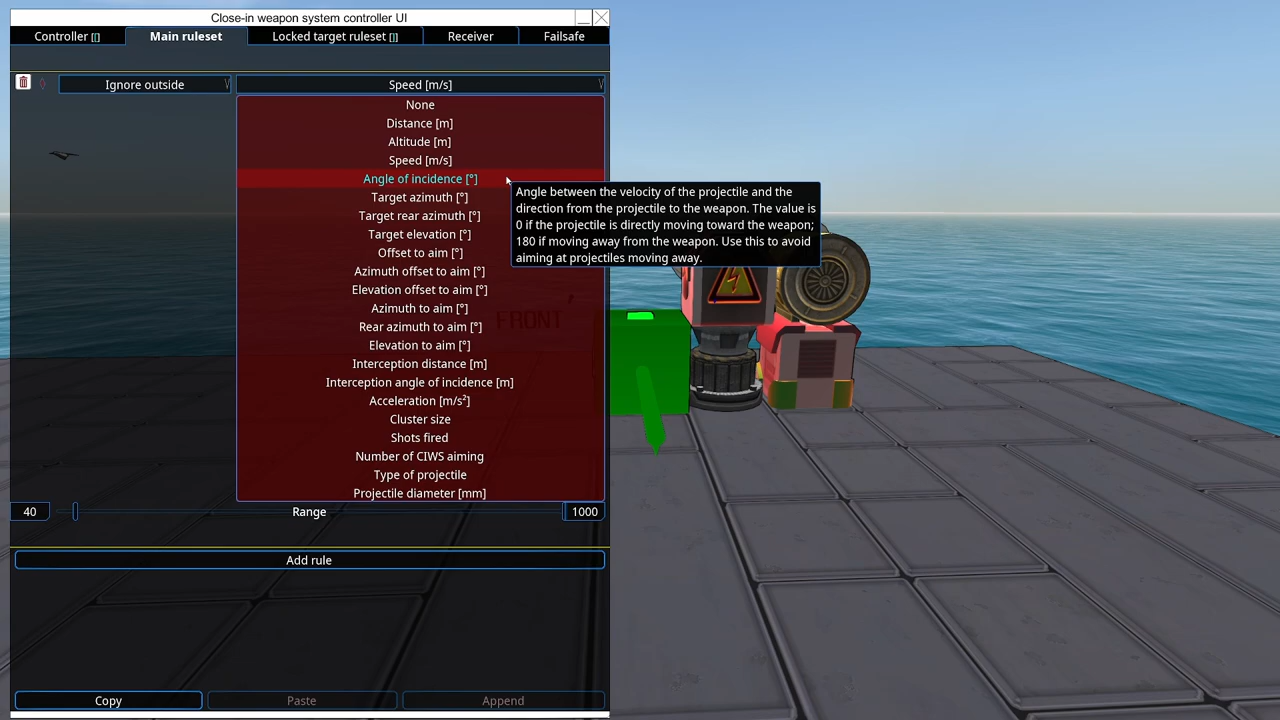 Close-in weapon system controller UI
Controller [[]
Main ruleset
Locked target ruleset []]
Receiver
Failsafe
Ignore outside
Speed [m/s]
None
Distance [m]
Altitude [m]
Speed [m/s]
Angle of incidence [°]
Target azimuth [°]
Target rear azimuth [°]
Target elevation [°]
Offset to aim [°]
Azimuth offset to aim [°]
Elevation offset to aim [°]
Azimuth to aim [°]
Rear azimuth to aim [°]
Elevation to aim [°]
Interception distance [m]
Interception angle of incidence [m]
Acceleration [m/s²]
Cluster size
Shots fired
Number of CIWS aiming
Type of projectile
Projectile diameter [mm]
Angle between the velocity of the projectile and the
direction from the projectile to the weapon. The value is
0 if the projectile is directly moving toward the weapon;
180 if moving away from the weapon. Use this to avoid
aiming at projectiles moving away.
FRONT
40
Range
1000
Add rule
Copy
Paste
Append